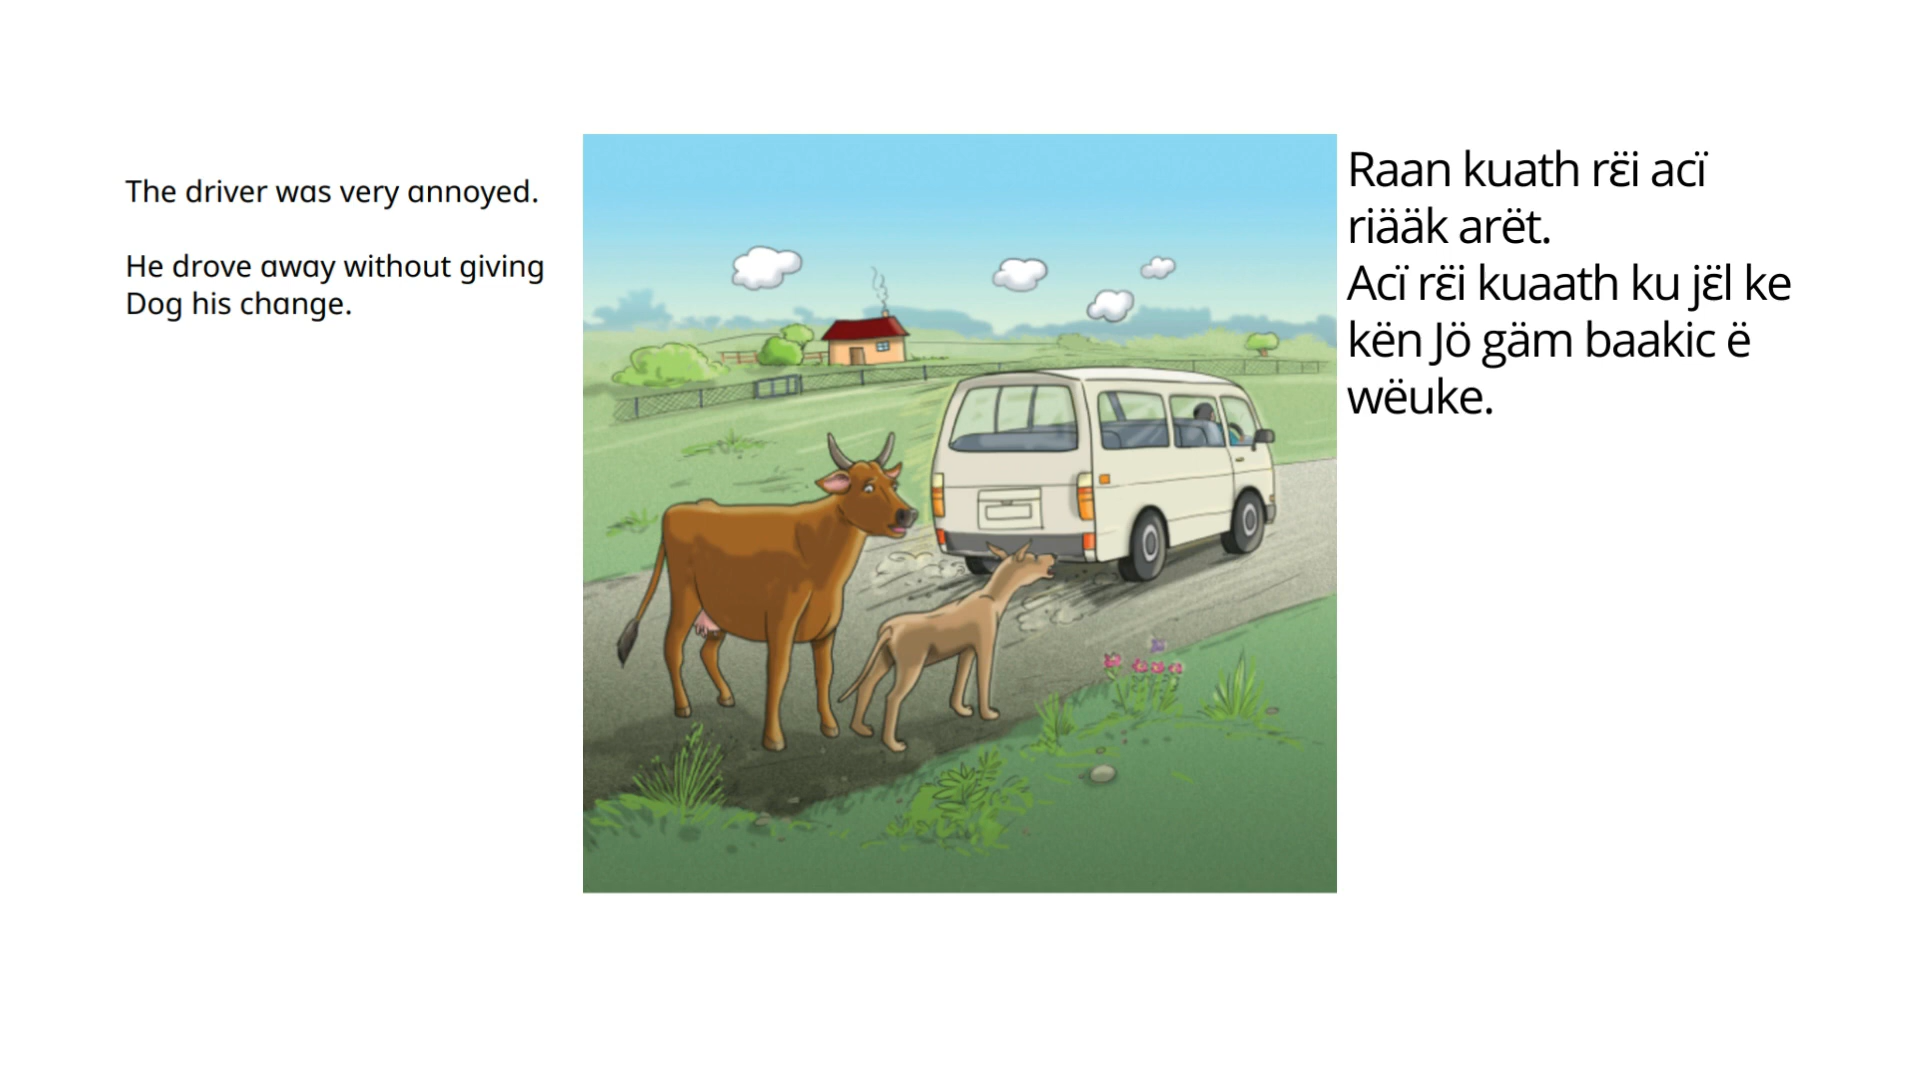 The driver was very annoyed.
He drove away without giving
Dog his change.
Raan kuath rɛ̈i acï
riääk arët.
Acï rɛ̈i kuaath ku jɛ̈l ke
kën Jö gäm baakic ë
wëuke.